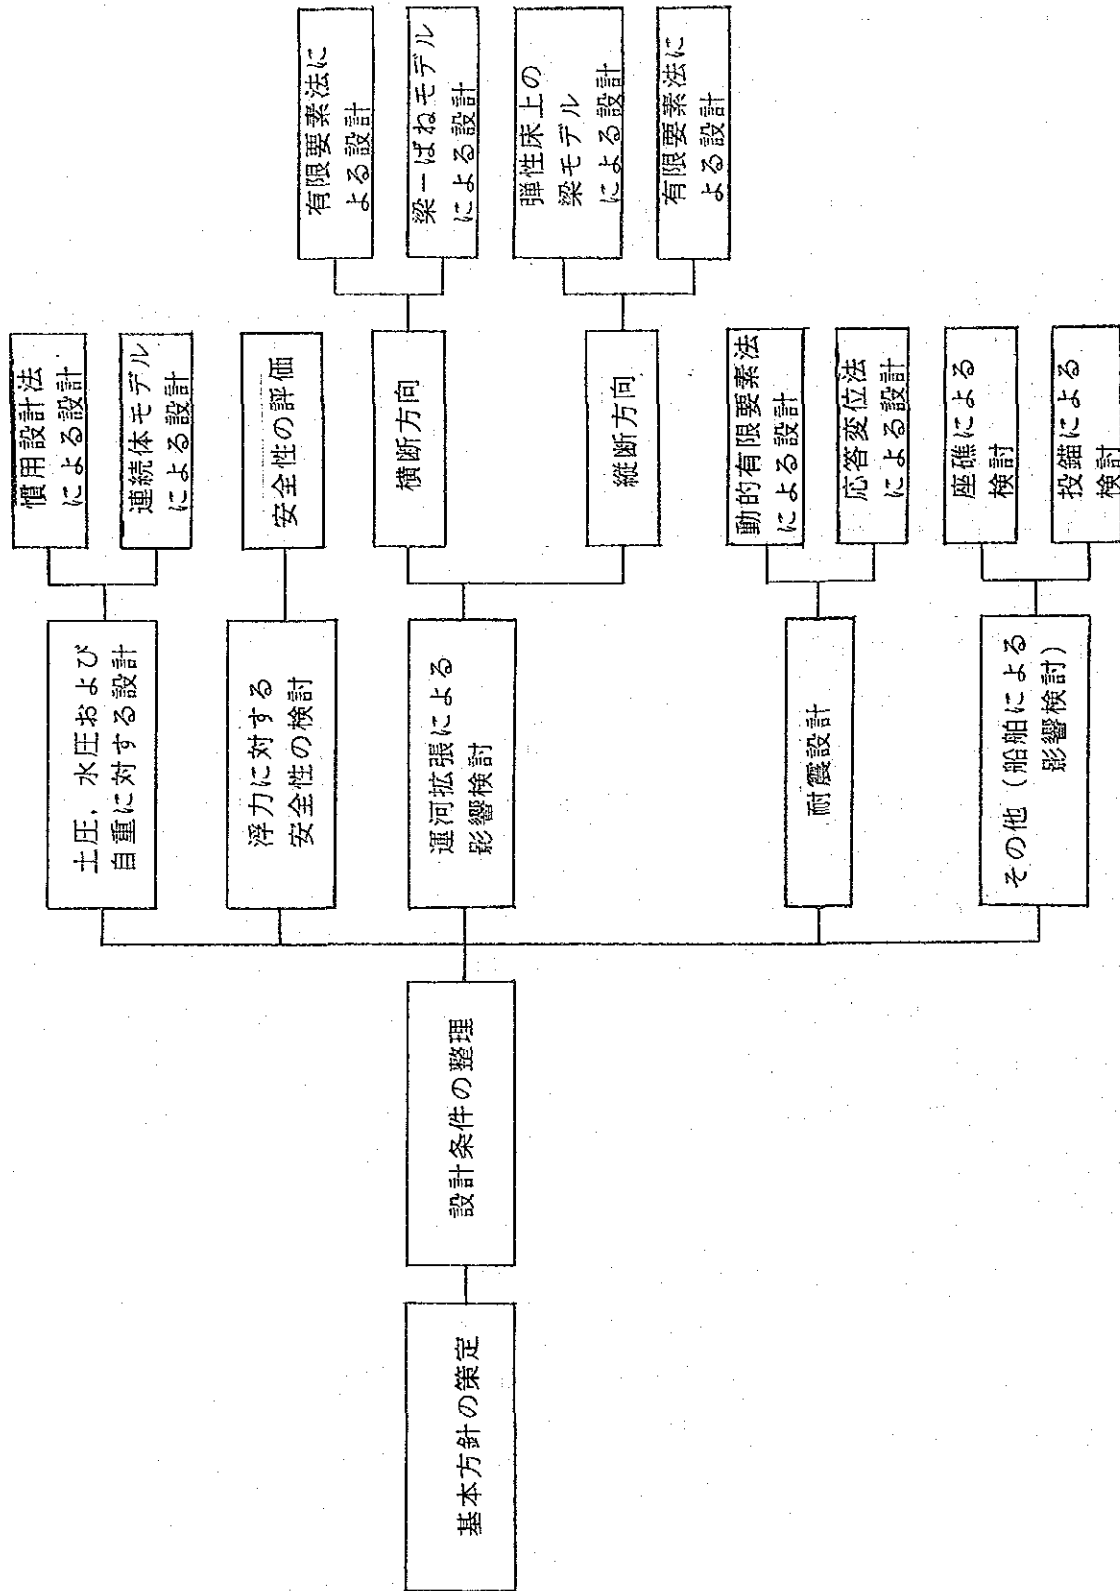 基本方針の策定
設計条件の整理
土圧，水圧および
自重に対する設計
慣用設計法
による設計
連続体モデル
による設計
浮力に対する
安全性の検討
安全性の評価
運河拡張による
影響検討
横断方向
有限要素法に
よる設計
梁－ばねモデル
による設計
縦断方向
弾性床上の
梁モデル
による設計
有限要素法に
よる設計
耐震設計
動的有限要素法
による設計
応答変位法
による設計
その他（船舶による
影響検討）
座礁による
検討
投錨による
検討